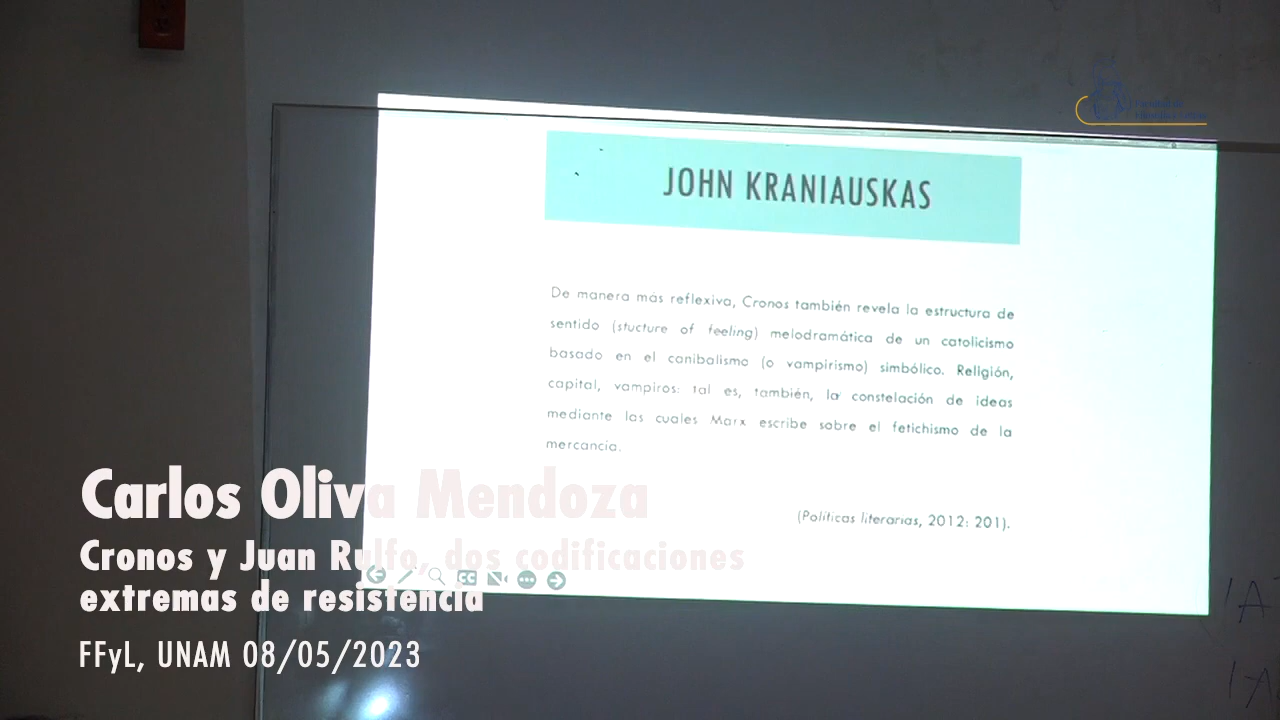 JOHN KRANIAUSKAS
De manera más reflexiva, Cronos también revela la estructura de
sentido (stucture of feeling) melodramática de un catolicismo
basado en el canibalismo (o vampirismo) simbólico. Religión,
capital, vampiros: tal es, también, la constelación de ideas
mediante las cuales Marx escribe sobre el fetichismo de la
mercancía.
(Políticas literarias, 2012: 201).
CC
Carlos Oliva Mendoza
Cronos y Juan Rulfo, dos codificaciones
extremas de resistencia
FFyL, UNAM 08/05/2023